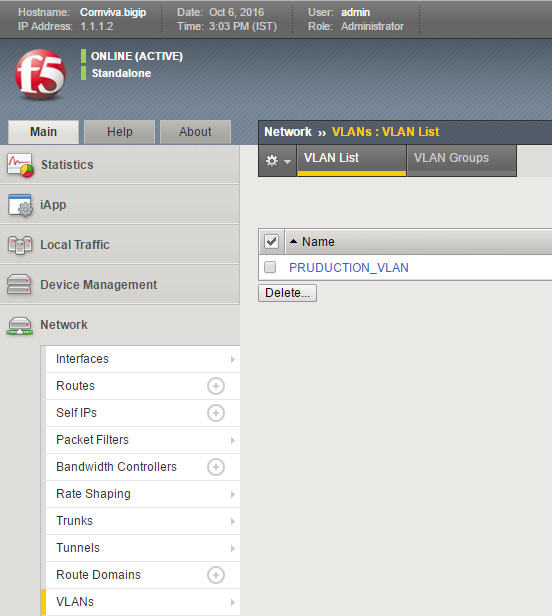 Hostname: Comviva.bigip Date: Oct 6, 2016 User: admin
IP Address: 1.1.1.2 Time: 3:03 PM (IST) Role: Administrator
f5
ONLINE (ACTIVE)
Standalone
Main Help About
Network ›› VLANs : VLAN List
VLAN List VLAN Groups
Statistics
iApp
Local Traffic
Device Management
Network
Name
PRUDUCTION_VLAN
Delete...
Interfaces
Routes
Self IPs
Packet Filters
Bandwidth Controllers
Rate Shaping
Trunks
Tunnels
Route Domains
VLANs